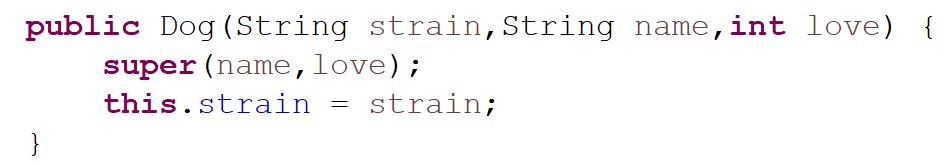 public Dog(String strain,String name,int love) {
    super(name,love);
    this.strain = strain;
}